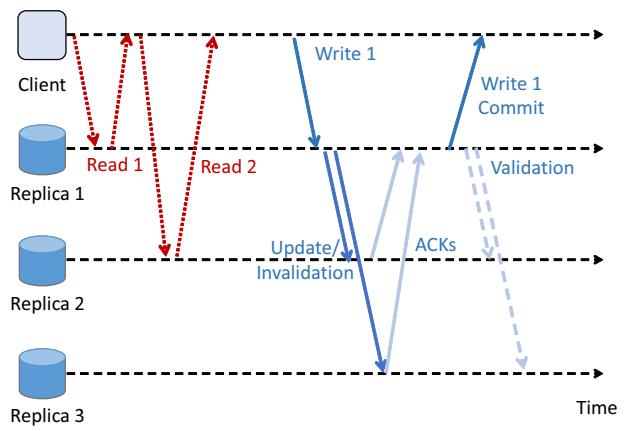 Client
Write 1
Write 1
Commit
Read 1
Read 2
Validation
Replica 1
Update/
Invalidation
ACKs
Replica 2
Replica 3
Time